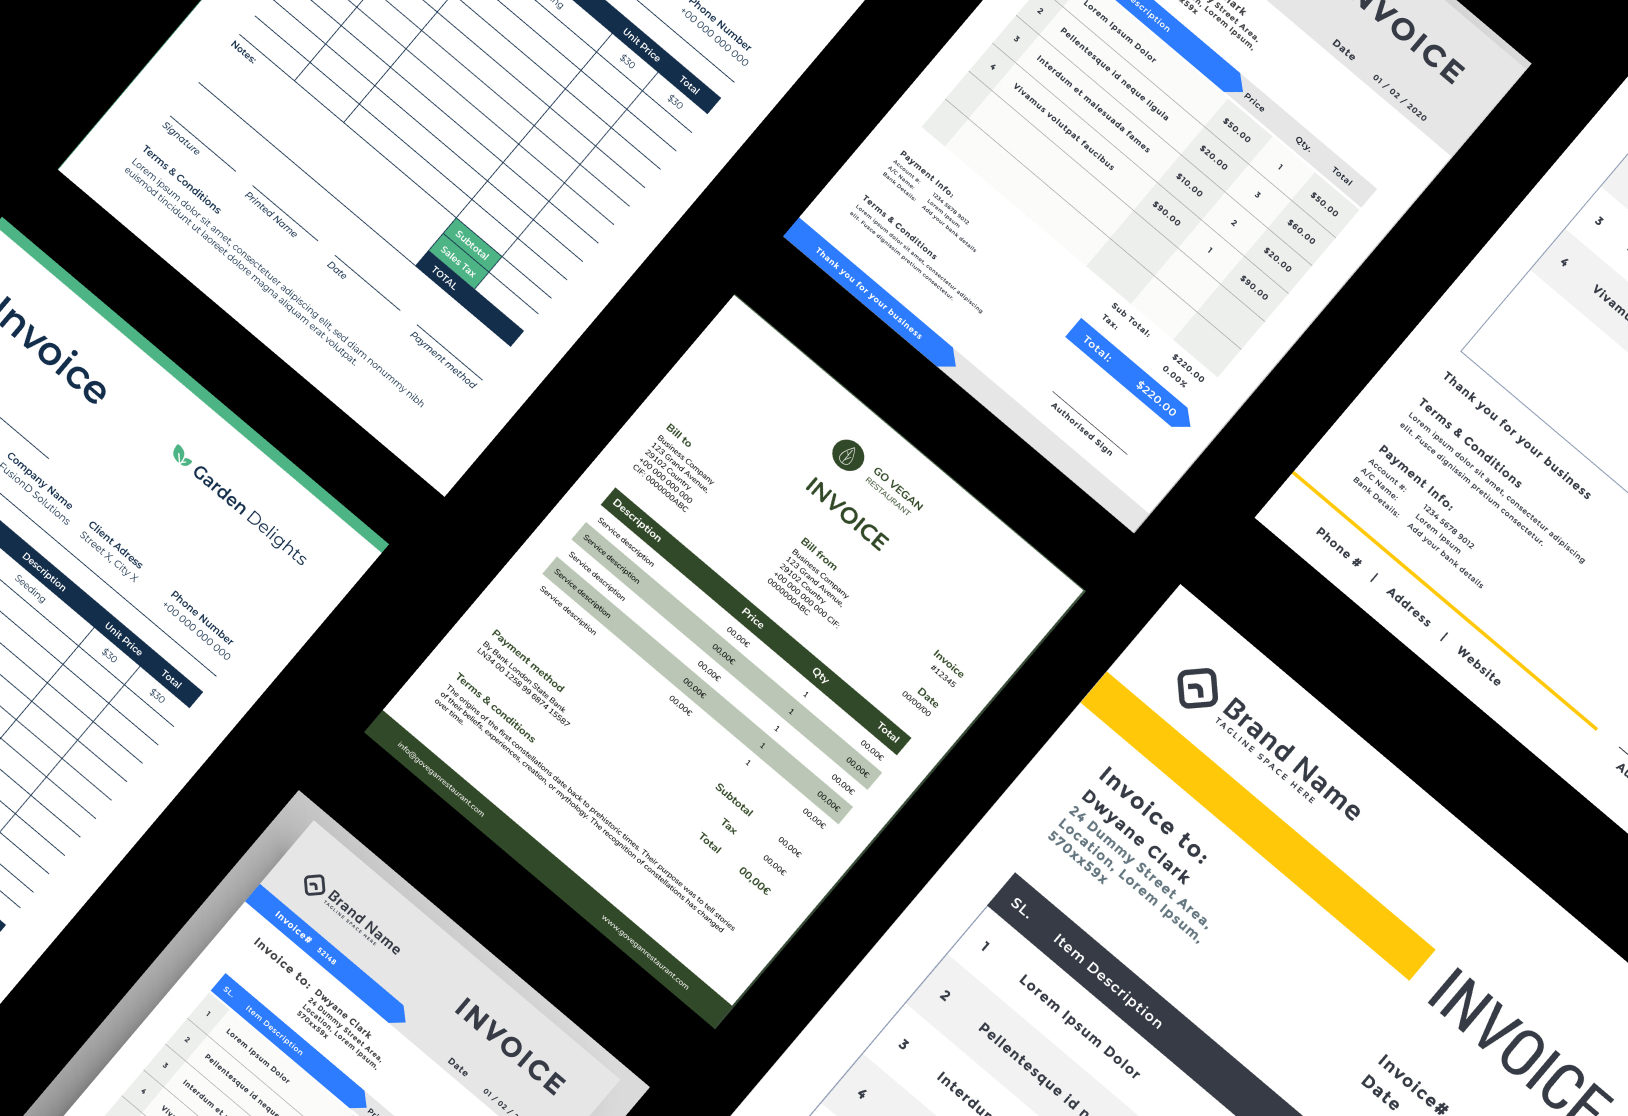 Phone Number
+00 000 000 000
Unit Price
Total
$30
$30
Notes:
Signature
Printed Name
Date
Payment method
Terms & Conditions
Lorem ipsum dolor sit amet, consectetuer adipiscing elit, sed diam nonummy nibh
euismod tincidunt ut laoreet dolore magna aliquam erat volutpat.
Subtotal
Sales Tax
TOTAL
INVOICE
Date
01 / 02 / 2020
Description
Price
Qty.
Total
2
Lorem Ipsum Dolor
$50.00
1
$50.00
3
Pellentesque id neque ligula
$20.00
3
$60.00
4
Interdum et malesuada fames
$10.00
2
$20.00
Vivamus volutpat faucibus
$90.00
1
$90.00
Payment Info:
Account #: 1234 5678 9012
A/C Name: Lorem Ipsum
Bank Details: Add your bank details
Terms & Conditions
Lorem ipsum dolor sit amet, consectetur adipiscing
elit. Fusce dignissim pretium consectetur.
Thank you for your business
Sub Total: $220.00
Tax: 0.00%
Total: $220.00
Authorised Sign
3
4
Thank you for your business
Terms & Conditions
Lorem ipsum dolor sit amet, consectetur adipiscing
elit. Fusce dignissim pretium consectetur.
Payment Info:
Account #: 1234 5678 9012
A/C Name: Lorem Ipsum
Bank Details: Add your bank details
Phone # | Address | Website
Invoice
Garden Delights
Company Name
FusionD Solutions
Client Adress
Street X, City X
Phone Number
+00 000 000 000
Description
Unit Price
Total
Seeding
$30
$30
GO VEGAN
RESTAURANT
INVOICE
Bill to
Business Company
123 Grand Avenue,
29102 Country
+00 000 000 000
CIF: 0000000ABC
Bill from
Business Company
123 Grand Avenue,
29102 Country,
+00 000 000 000 CIF:
0000000ABC
Invoice
#12345
Date
00/00/00
Description Price Qty Total
Service description 00,00€ 1 00,00€
Service description 00,00€ 1 00,00€
Service description 00,00€ 1 00,00€
Service description 00,00€ 1 00,00€
Service description 00,00€ 1 00,00€
Subtotal 00,00€
Tax 00,00€
Total 00,00€
Payment method
By Bank London State Bank
LN34 00 1258 99 6874 15687
Terms & conditions
The origins of the first constellations date back to prehistoric times. Their purpose was to tell stories
of their beliefs, experiences, creation, or mythology. The recognition of constellations has changed
over time.
info@goveganrestaurant.com
www.goveganrestaurant.com
Brand Name
TAGLINE SPACE HERE
Invoice# 52148
INVOICE
Invoice to: Dwyane Clark
24 Dummy Street Area,
Location, Lorem Ipsum,
570xx59x
Date
SL. Item Description
1 Lorem Ipsum Dolor
2
3
4
Brand Name
TAGLINE SPACE HERE
INVOICE
Invoice to:
Dwyane Clark
24 Dummy Street Area,
Location, Lorem Ipsum,
570xx59x
Invoice#
Date
SL. Item Description
1 Lorem Ipsum Dolor
2 Pellentesque id n
3
4